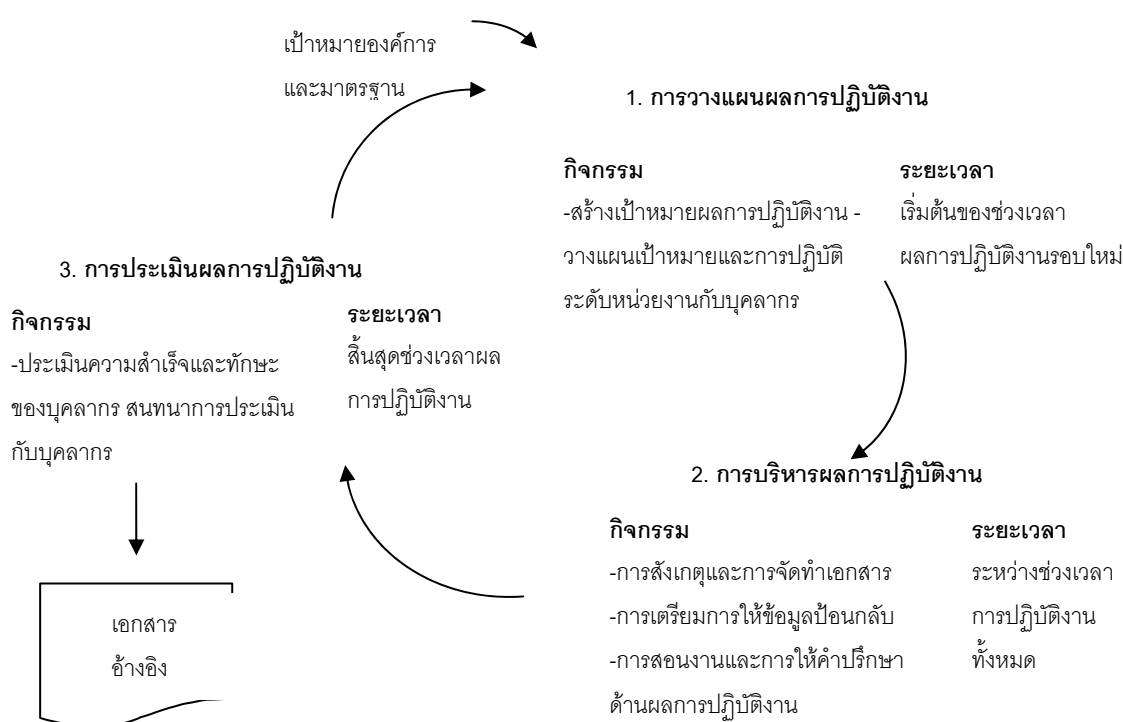 เป้าหมายองค์การ
และมาตรฐาน
1. การวางแผนผลการปฏิบัติงาน
กิจกรรม
-สร้างเป้าหมายผลการปฏิบัติงาน -
วางแผนเป้าหมายและการปฏิบัติ
ระดับหน่วยงานกับบุคลากร
ระยะเวลา
เริ่มต้นของช่วงเวลา
ผลการปฏิบัติงานรอบใหม่
2. การบริหารผลการปฏิบัติงาน
กิจกรรม
-การสังเกตุและการจัดทำเอกสาร
-การเตรียมการให้ข้อมูลป้อนกลับ
-การสอนงานและการให้คำปรึกษา
ด้านผลการปฏิบัติงาน
ระยะเวลา
ระหว่างช่วงเวลา
การปฏิบัติงาน
ทั้งหมด
3. การประเมินผลการปฏิบัติงาน
กิจกรรม
-ประเมินความสำเร็จและทักษะ
ของบุคลากร สนทนาการประเมิน
กับบุคลากร
ระยะเวลา
สิ้นสุดช่วงเวลาผล
การปฏิบัติงาน
เอกสาร
อ้างอิง